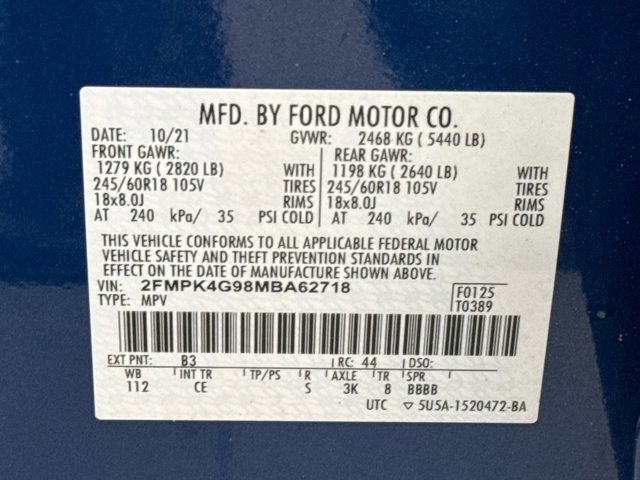 MFD. BY FORD MOTOR CO.
DATE: 10/21 GVWR: 2468 KG ( 5440 LB)
FRONT GAWR: REAR GAWR:
1279 KG ( 2820 LB) WITH 1198 KG ( 2640 LB) WITH
245/60R18 105V TIRES 245/60R18 105V TIRES
18x8.0J RIMS 18x8.0J RIMS
AT 240 kPa/ 35 PSI COLD AT 240 kPa/ 35 PSI COLD
THIS VEHICLE CONFORMS TO ALL APPLICABLE FEDERAL MOTOR
VEHICLE SAFETY AND THEFT PREVENTION STANDARDS IN
EFFECT ON THE DATE OF MANUFACTURE SHOWN ABOVE.
VIN: 2FMPK4G98MBA62718 F0125
TYPE: MPV T0389
EXT PNT: B3 RC: 44 DSO:
WB INT TR TP/PS R AXLE TR SPR
112 CE S 3K 8 BBBB
UTC ▽ 5U5A-1520472-BA